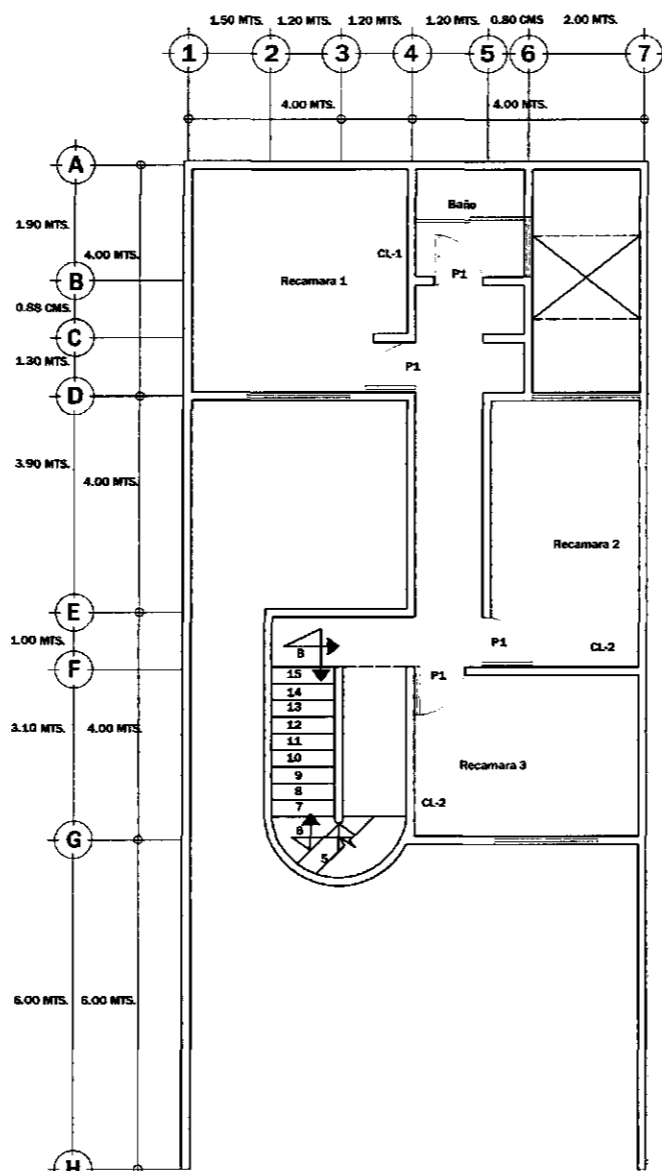 1.50 MTS. 1.20 MTS. 1.20 MTS. 1.20 MTS. 0.80 CMS 2.00 MTS.
1 2 3 4 5 6 7
4.00 MTS. 4.00 MTS.
A
Baño
1.90 MTS.
CL-1
4.00 MTS.
B
Recamara 1
P1
0.88 CMS.
C
1.30 MTS.
P1
D
3.90 MTS.
4.00 MTS.
Recamara 2
E
1.00 MTS.
P1
CL-2
B
F
P1
15
14
13
3.10 MTS. 4.00 MTS.
12
11
10
Recamara 3
9
8
CL-2
7
6
G
5
6.00 MTS. 6.00 MTS.
H